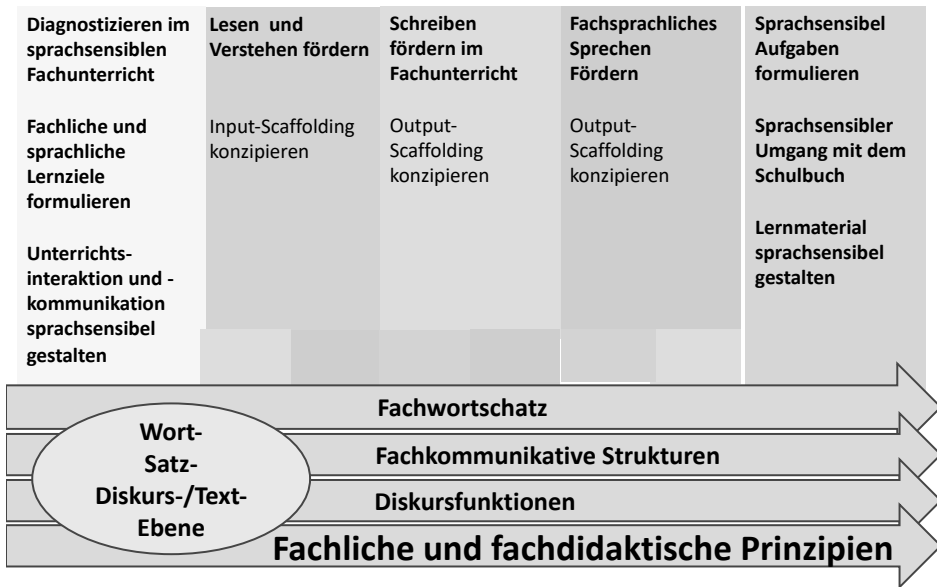 Diagnostizieren im
sprachsensiblen
Fachunterricht
Fachliche und
sprachliche
Lernziele
formulieren
Unterrichts-
interaktion und -
kommunikation
sprachsensibel
gestalten
Lesen und
Verstehen fördern
Input-Scaffolding
konzipieren
Schreiben
fördern im
Fachunterricht
Output-
Scaffolding
konzipieren
Fachsprachliches
Sprechen
Fördern
Output-
Scaffolding
konzipieren
Sprachsensibel
Aufgaben
formulieren
Sprachsensibler
Umgang mit dem
Schulbuch
Lernmaterial
sprachsensibel
gestalten
Wort-
Satz-
Diskurs-/Text-
Ebene
Fachwortschatz
Fachkommunikative Strukturen
Diskursfunktionen
Fachliche und fachdidaktische Prinzipien